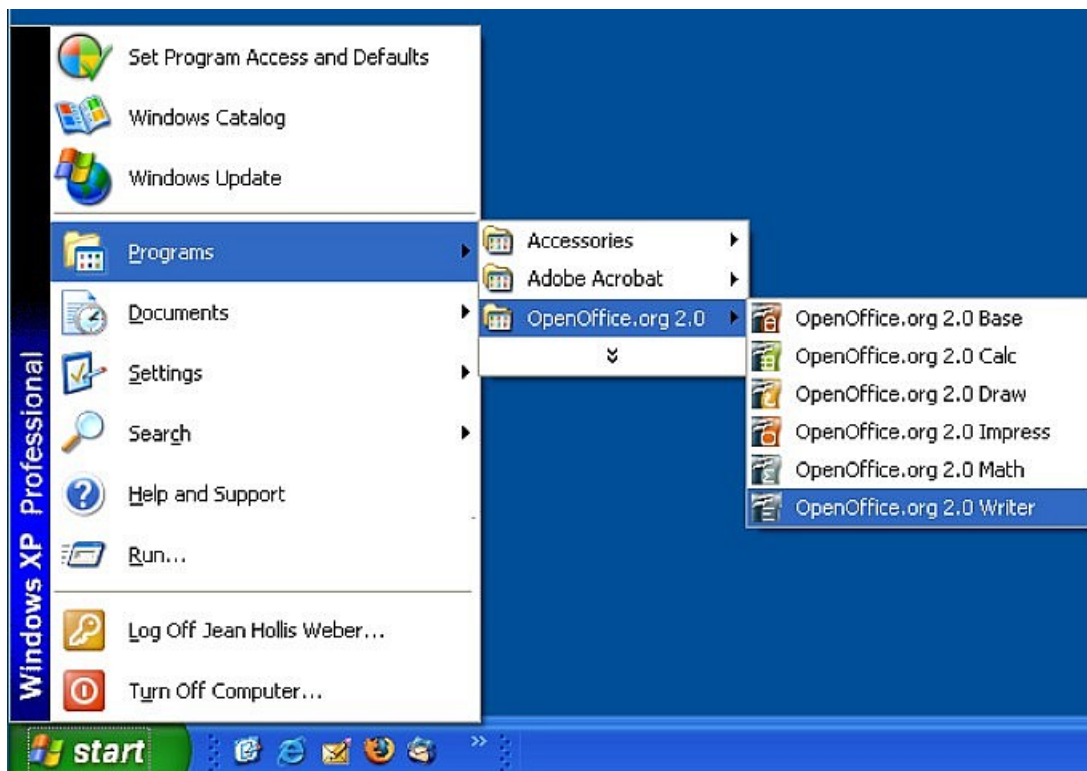 Set Program Access and Defaults
Windows Catalog
Windows Update
Programs
Documents
Settings
Search
Help and Support
Run...
Log Off Jean Hollis Weber...
Turn Off Computer...
Windows XP Professional
Accessories
Adobe Acrobat
OpenOffice.org 2.0
OpenOffice.org 2.0 Base
OpenOffice.org 2.0 Calc
OpenOffice.org 2.0 Draw
OpenOffice.org 2.0 Impress
OpenOffice.org 2.0 Math
OpenOffice.org 2.0 Writer
start